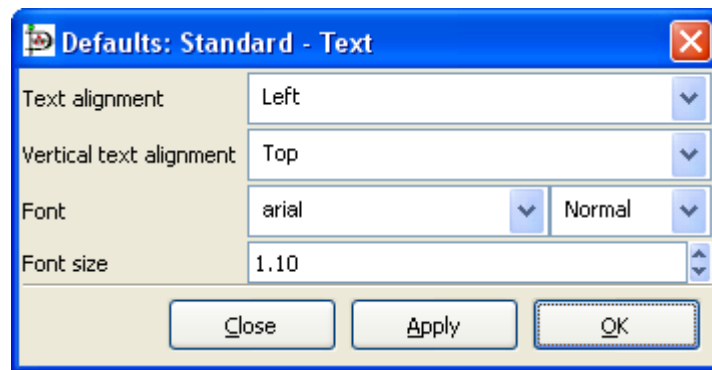 Defaults: Standard - Text
Text alignment Left
Vertical text alignment Top
Font arial Normal
Font size 1.10
Close Apply OK